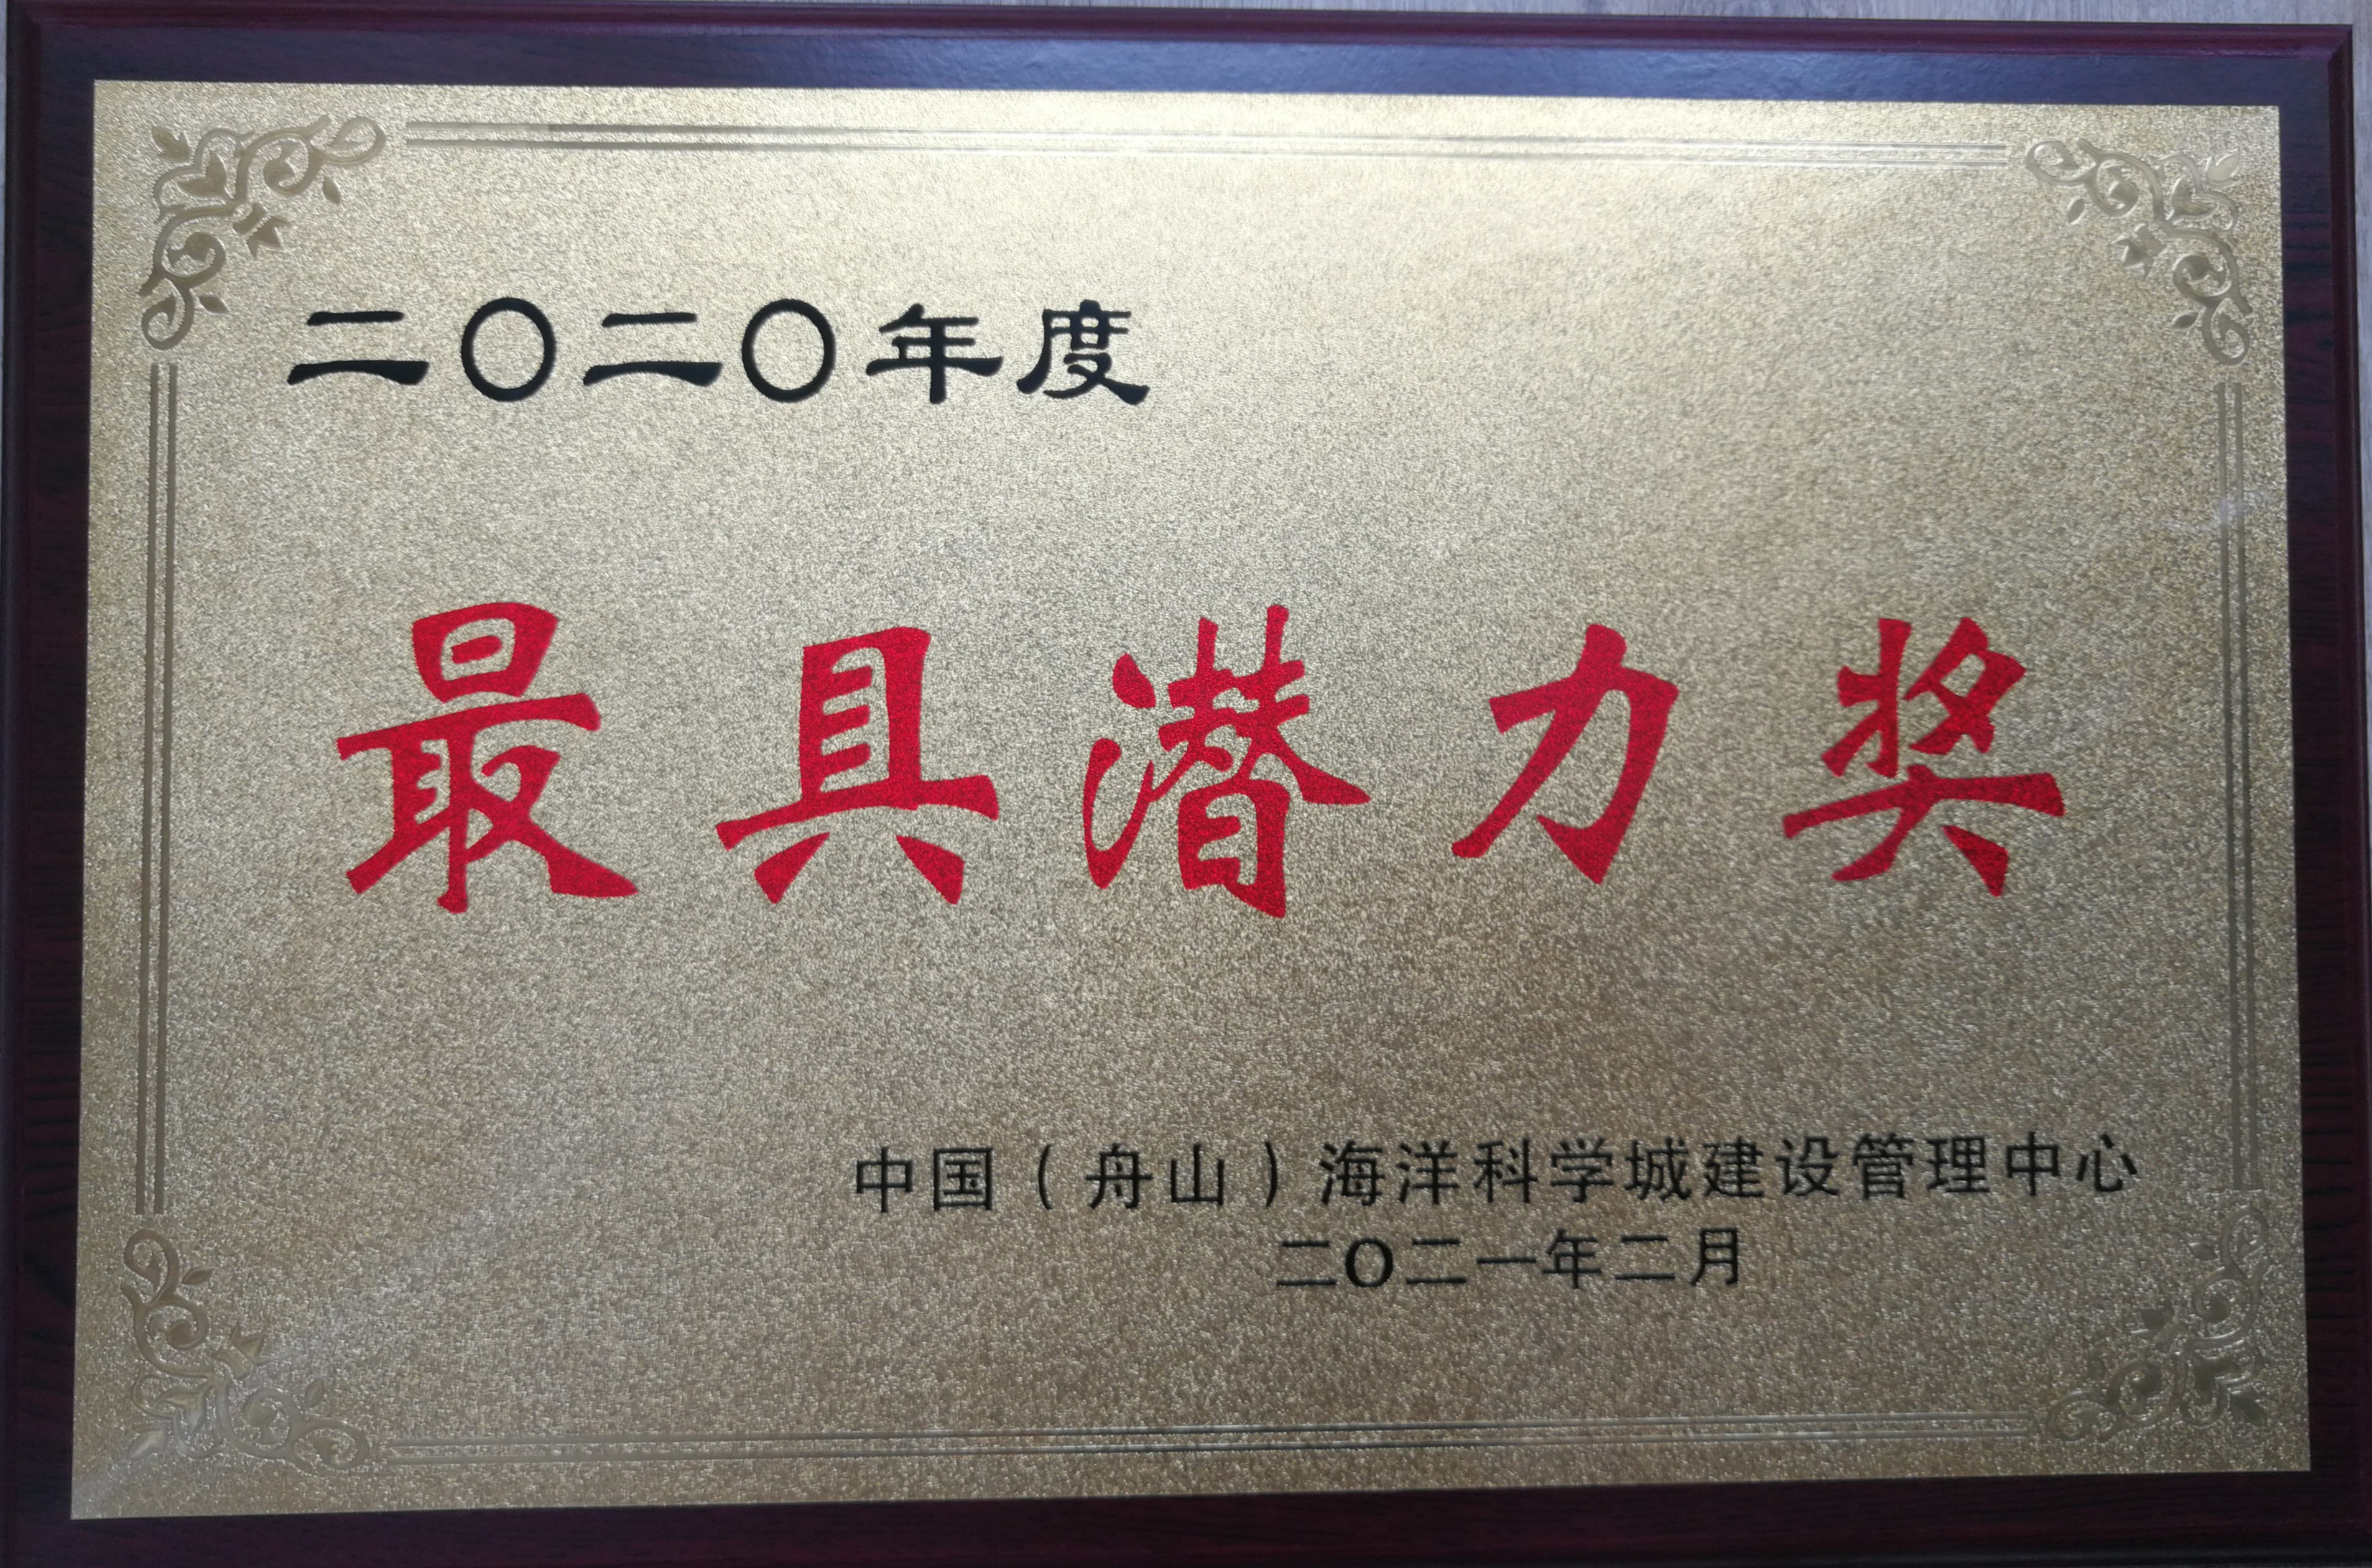 二〇二〇年度
最具潜力奖
中国（舟山）海洋科学城建设管理中心
二〇二一年二月